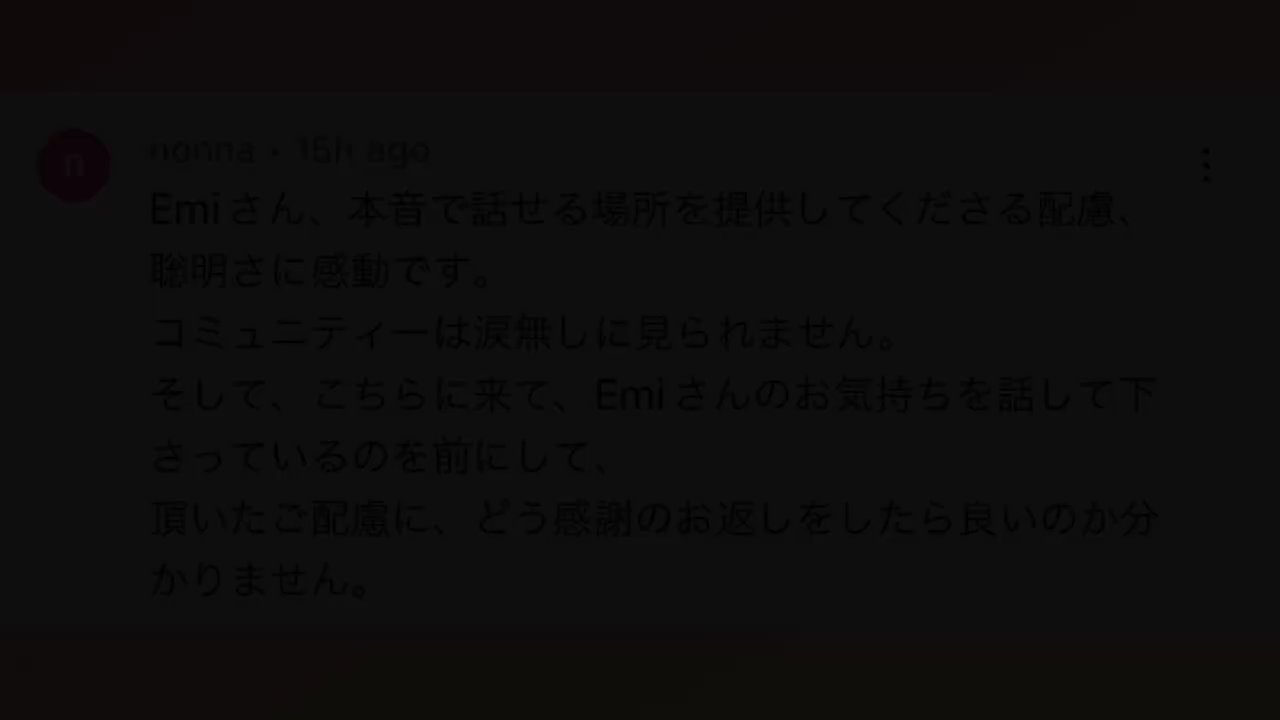 n
nonna • 15h ago
Emiさん、本音で話せる場所を提供してくださる配慮、
聡明さに感動です。
コミュニティーは涙無しに見られません。
そして、こちらに来て、Emiさんのお気持ちを話して下
さっているのを前にして、
頂いたご配慮に、どう感謝のお返しをしたら良いのか分
かりません。